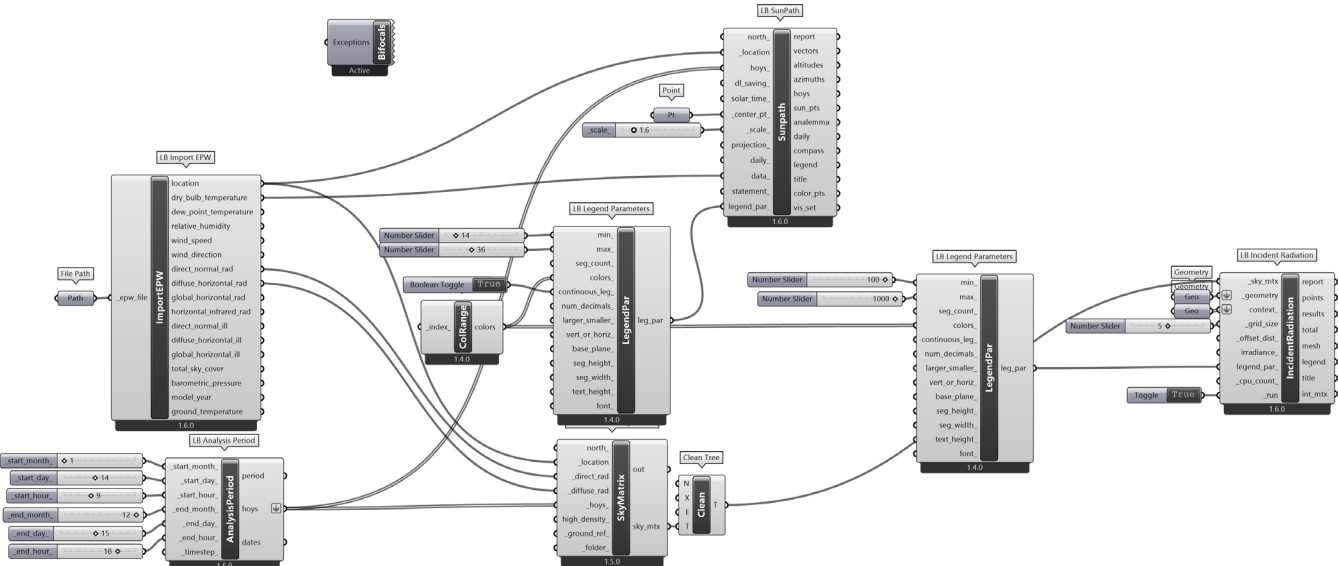 Exceptions
Bifocals
Active
LB SunPath
north_
_location
hoys_
dl_saving_
solar_time_
_center_pt_
_scale_
projection_
daily_
data_
statement_
legend_par_
Sunpath
report
vectors
altitudes
azimuths
hoys
sun_pts
analemma
daily
compass
legend
title
color_pts
vis_set
1.6.0
Point
Pt
_scale_
1.6
LB Import EPW
_epw_file
ImportEPW
location
dry_bulb_temperature
dew_point_temperature
relative_humidity
wind_speed
wind_direction
direct_normal_rad
diffuse_horizontal_rad
global_horizontal_rad
horizontal_infrared_rad
direct_normal_ill
diffuse_horizontal_ill
global_horizontal_ill
total_sky_cover
barometric_pressure
model_year
ground_temperature
1.6.0
File Path
Path
LB Legend Parameters
Number Slider
14
Number Slider
36
Boolean Toggle
True
_index_
ColRange
colors
1.4.0
min_
max_
seg_count_
colors_
continuous_leg_
num_decimals_
larger_smaller_
vert_or_horiz_
base_plane_
seg_height_
seg_width_
text_height_
font_
LegendPar
leg_par
1.4.0
LB Legend Parameters
Number Slider
100
Number Slider
1000
min_
max_
seg_count_
colors_
continuous_leg_
num_decimals_
larger_smaller_
vert_or_horiz_
base_plane_
seg_height_
seg_width_
text_height_
font_
LegendPar
leg_par
1.4.0
LB Incident Radiation
Geometry
Geometry
Geo
Geo
Number Slider
5
Toggle
True
_sky_mtx
_geometry
context_
_grid_size
_offset_dist_
irradiance_
legend_par_
_cpu_count_
_run
IncidentRadiation
report
points
results
total
mesh
legend
title
int_mtx
1.6.0
LB Analysis Period
_start_month_
1
_start_day_
14
_start_hour_
9
_end_month_
12
_end_day_
15
_end_hour_
18
_start_month_
_start_day_
_start_hour_
_end_month_
_end_day_
_end_hour_
_timestep_
AnalysisPeriod
period
hoys
dates
1.6.0
north_
_location
_direct_rad
_diffuse_rad
_hoys_
high_density_
_ground_ref_
_folder_
SkyMatrix
out
sky_mtx
1.5.0
Clean Tree
N
X
E
T
Clean
T